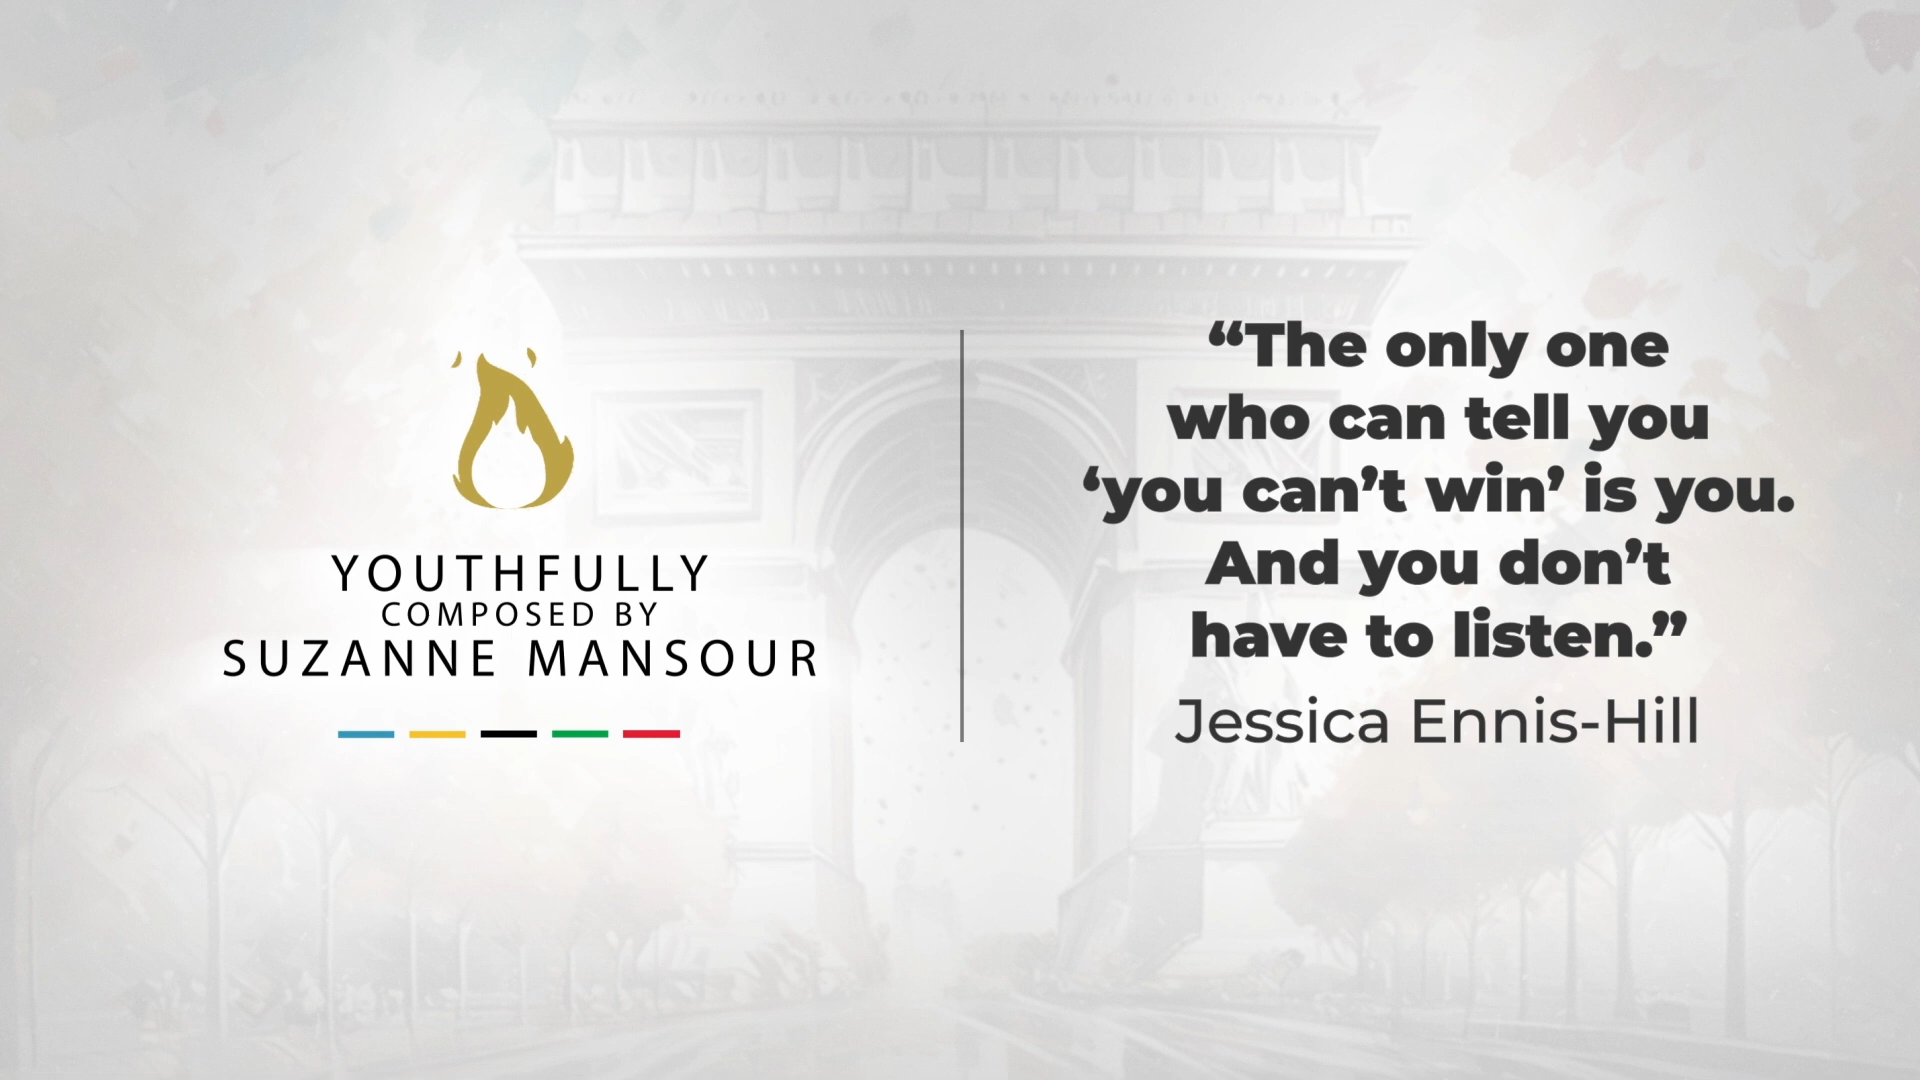 YOUTHFULLY
COMPOSED BY
SUZANNE MANSOUR
“The only one
who can tell you
‘you can’t win’ is you.
And you don’t
have to listen.”
Jessica Ennis-Hill